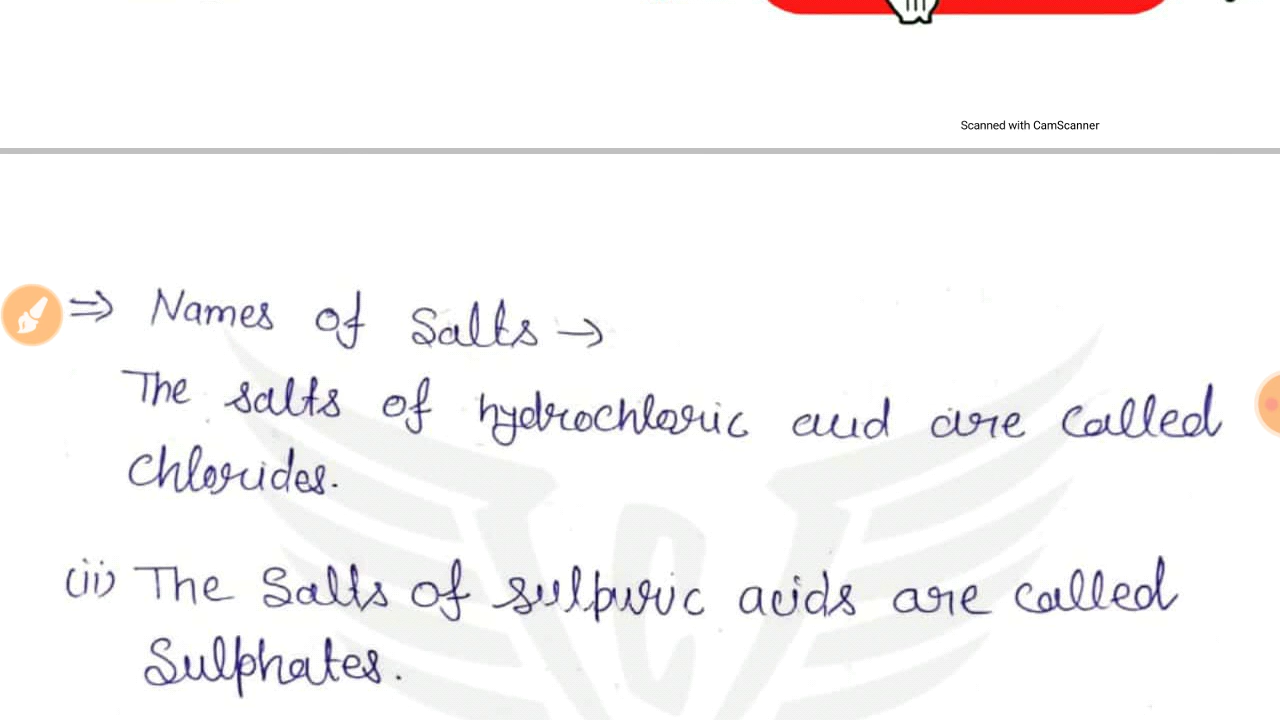 Scanned with CamScanner
⇒ Names of Salts →
The salts of hydrochloric acid are called
chlorides.
(ii) The Salts of sulpuric acids are called
Sulphates.